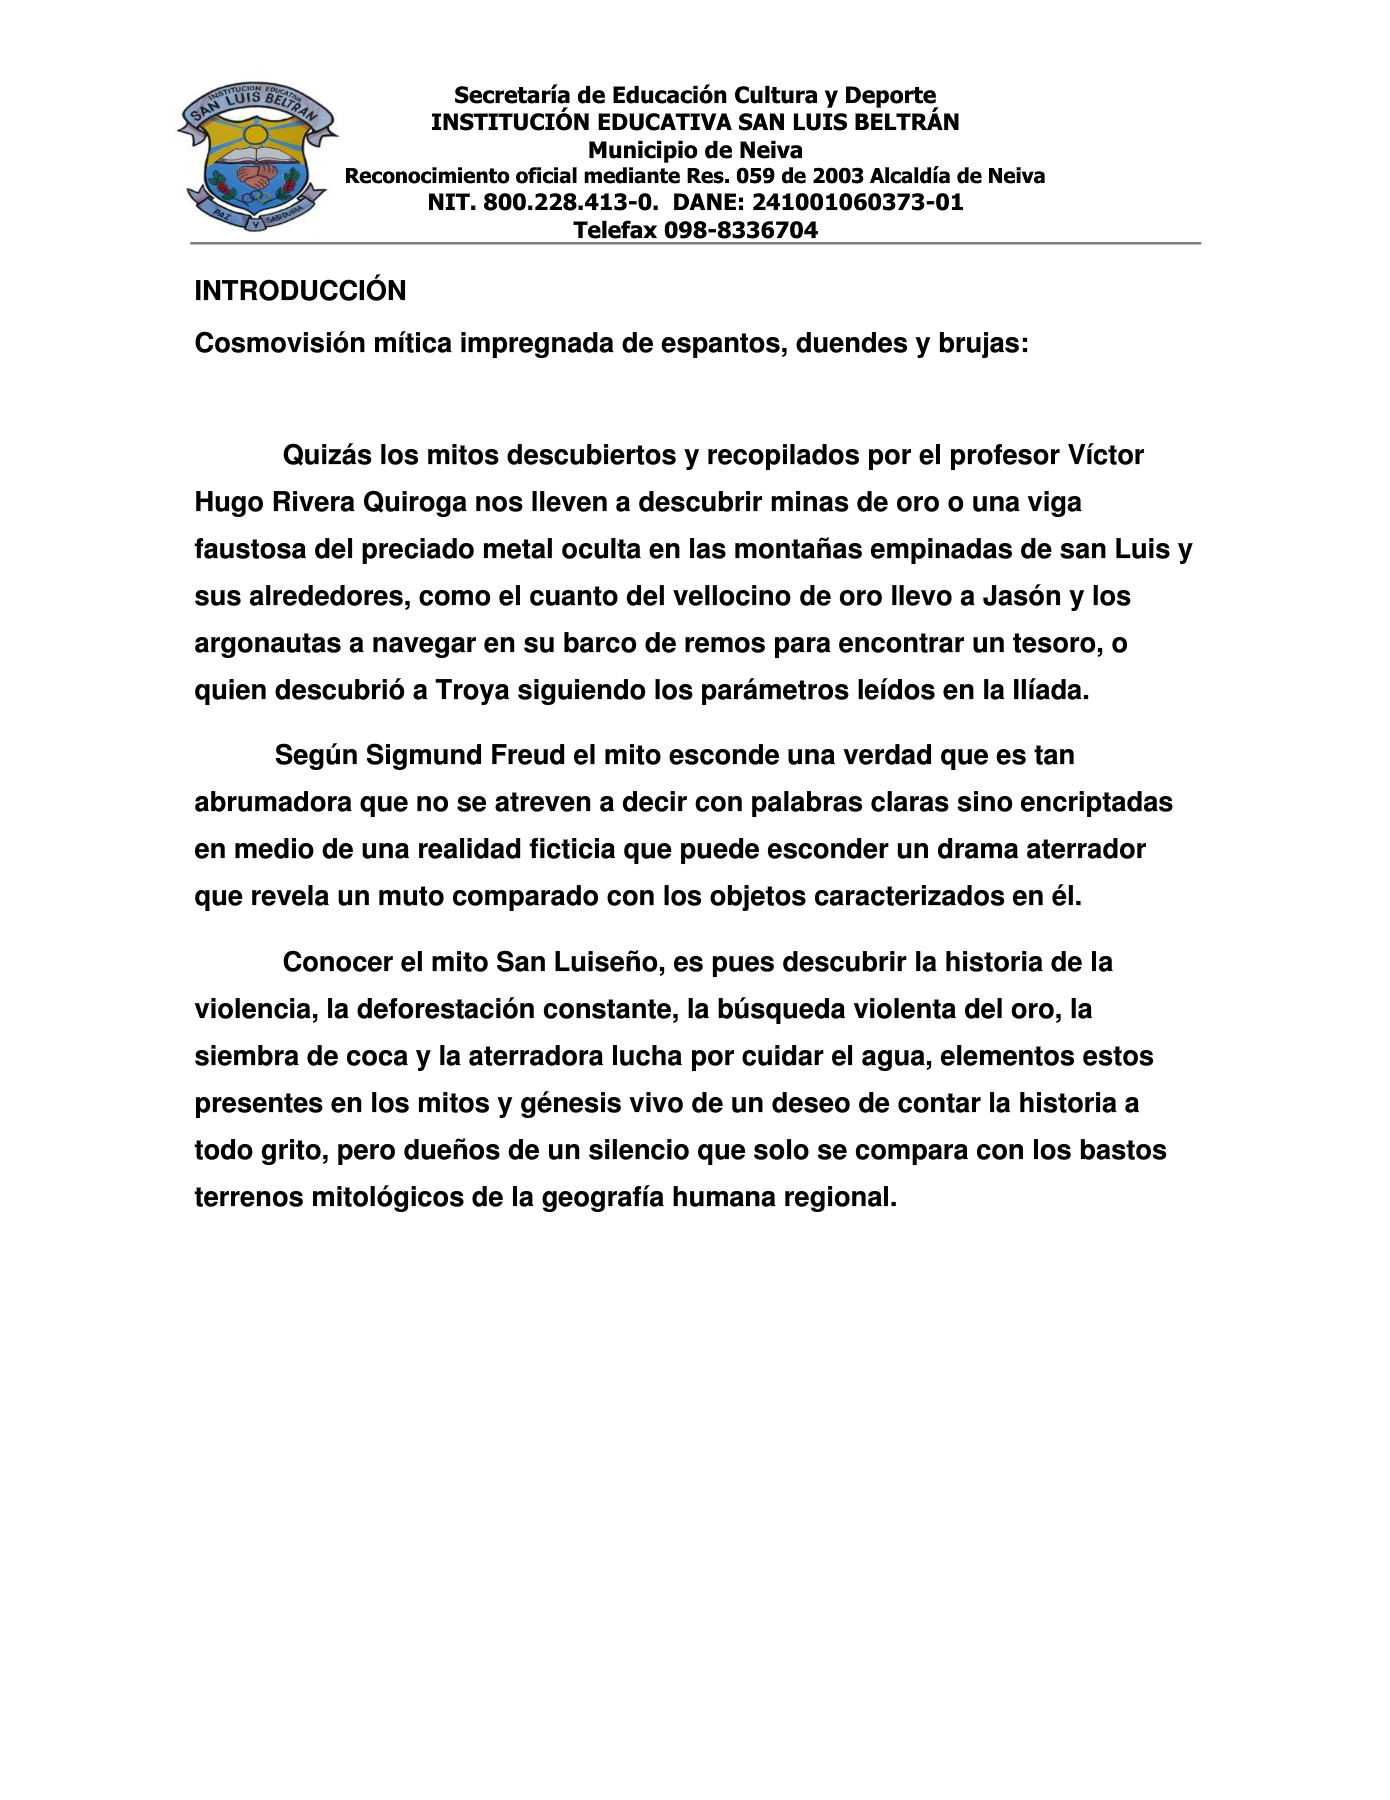 INSTITUCIÓN EDUCATIVA
SAN LUIS BELTRÁN
PAZ Y SABIDURIA
Secretaría de Educación Cultura y Deporte
INSTITUCIÓN EDUCATIVA SAN LUIS BELTRÁN
Municipio de Neiva
Reconocimiento oficial mediante Res. 059 de 2003 Alcaldía de Neiva
NIT. 800.228.413-0.  DANE: 241001060373-01
Telefax 098-8336704
INTRODUCCIÓN
Cosmovisión mítica impregnada de espantos, duendes y brujas:
Quizás los mitos descubiertos y recopilados por el profesor Víctor
Hugo Rivera Quiroga nos lleven a descubrir minas de oro o una viga
faustosa del preciado metal oculta en las montañas empinadas de san Luis y
sus alrededores, como el cuanto del vellocino de oro llevo a Jasón y los
argonautas a navegar en su barco de remos para encontrar un tesoro, o
quien descubrió a Troya siguiendo los parámetros leídos en la Ilíada.
Según Sigmund Freud el mito esconde una verdad que es tan
abrumadora que no se atreven a decir con palabras claras sino encriptadas
en medio de una realidad ficticia que puede esconder un drama aterrador
que revela un muto comparado con los objetos caracterizados en él.
Conocer el mito San Luiseño, es pues descubrir la historia de la
violencia, la deforestación constante, la búsqueda violenta del oro, la
siembra de coca y la aterradora lucha por cuidar el agua, elementos estos
presentes en los mitos y génesis vivo de un deseo de contar la historia a
todo grito, pero dueños de un silencio que solo se compara con los bastos
terrenos mitológicos de la geografía humana regional.